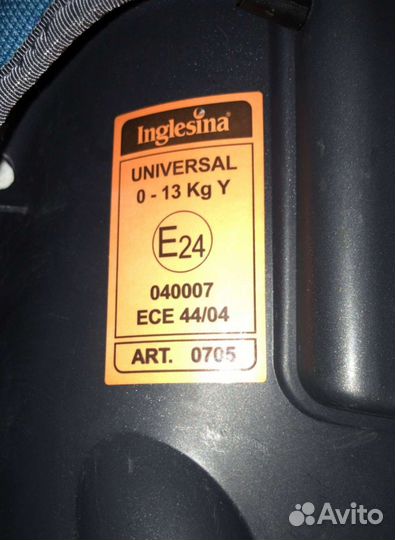 Inglesina
UNIVERSAL
0 - 13 Kg Y
E24
040007
ECE 44/04
ART. 0705
Avito